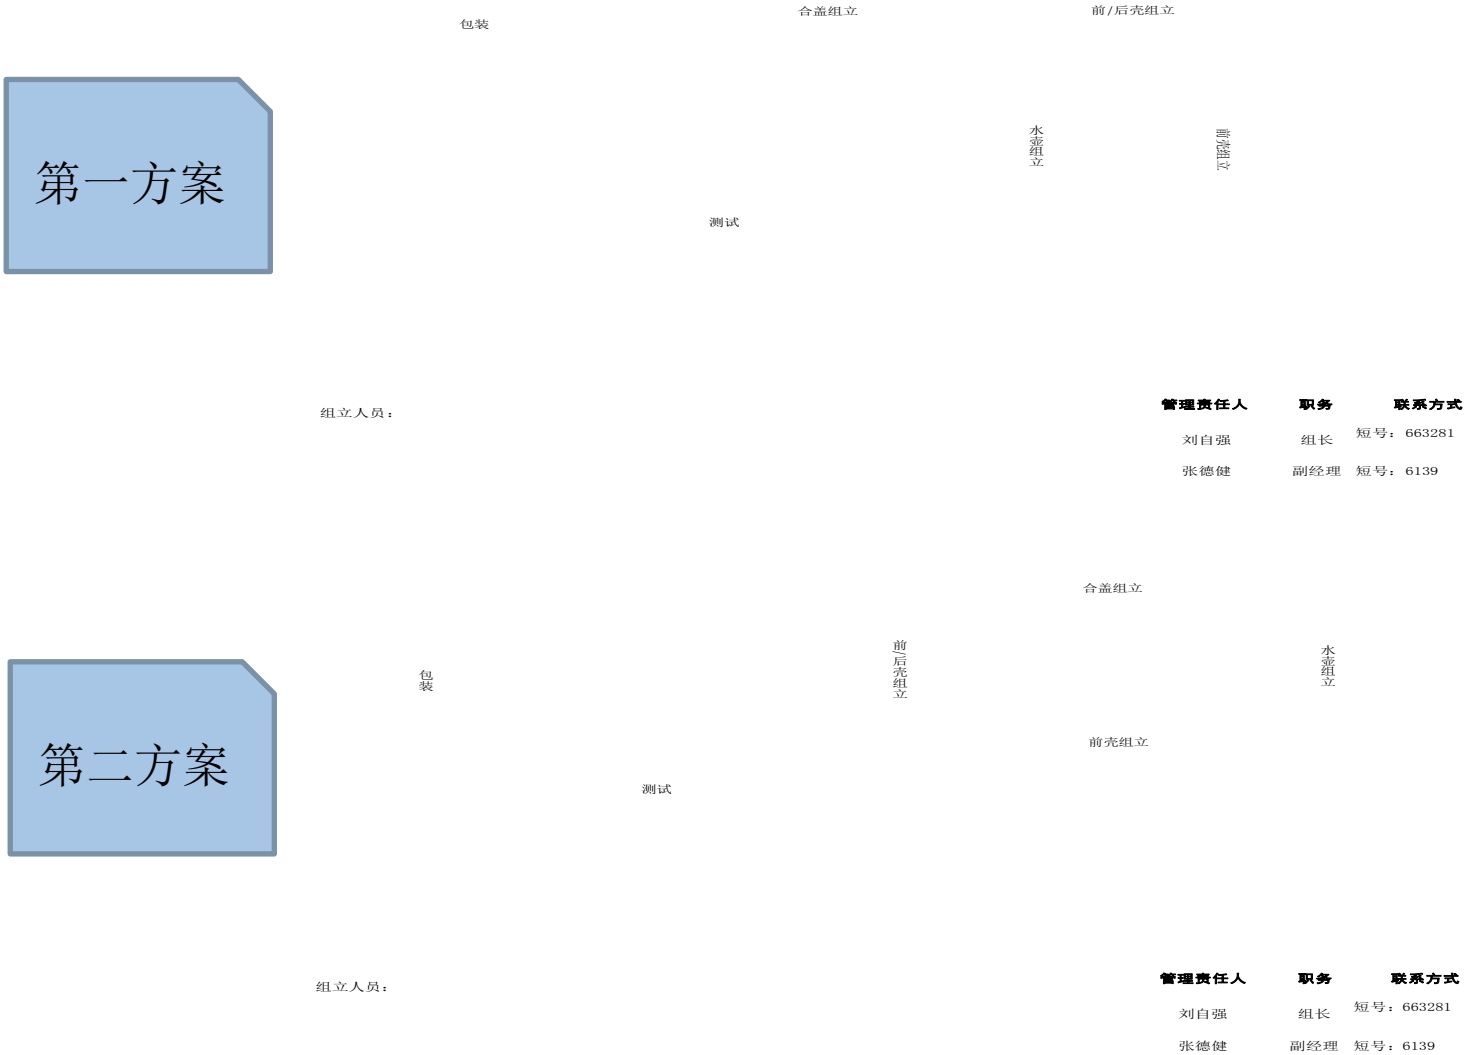 包装
合盖组立
前/后壳组立
水壶组立
前壳组立
第一方案
测试
组立人员：
管理责任人 职务 联系方式
刘自强 组长 短号：663281
张德健 副经理 短号：6139
合盖组立
前/后壳组立
水壶组立
包装
第二方案
前壳组立
测试
组立人员：
管理责任人 职务 联系方式
刘自强 组长 短号：663281
张德健 副经理 短号：6139